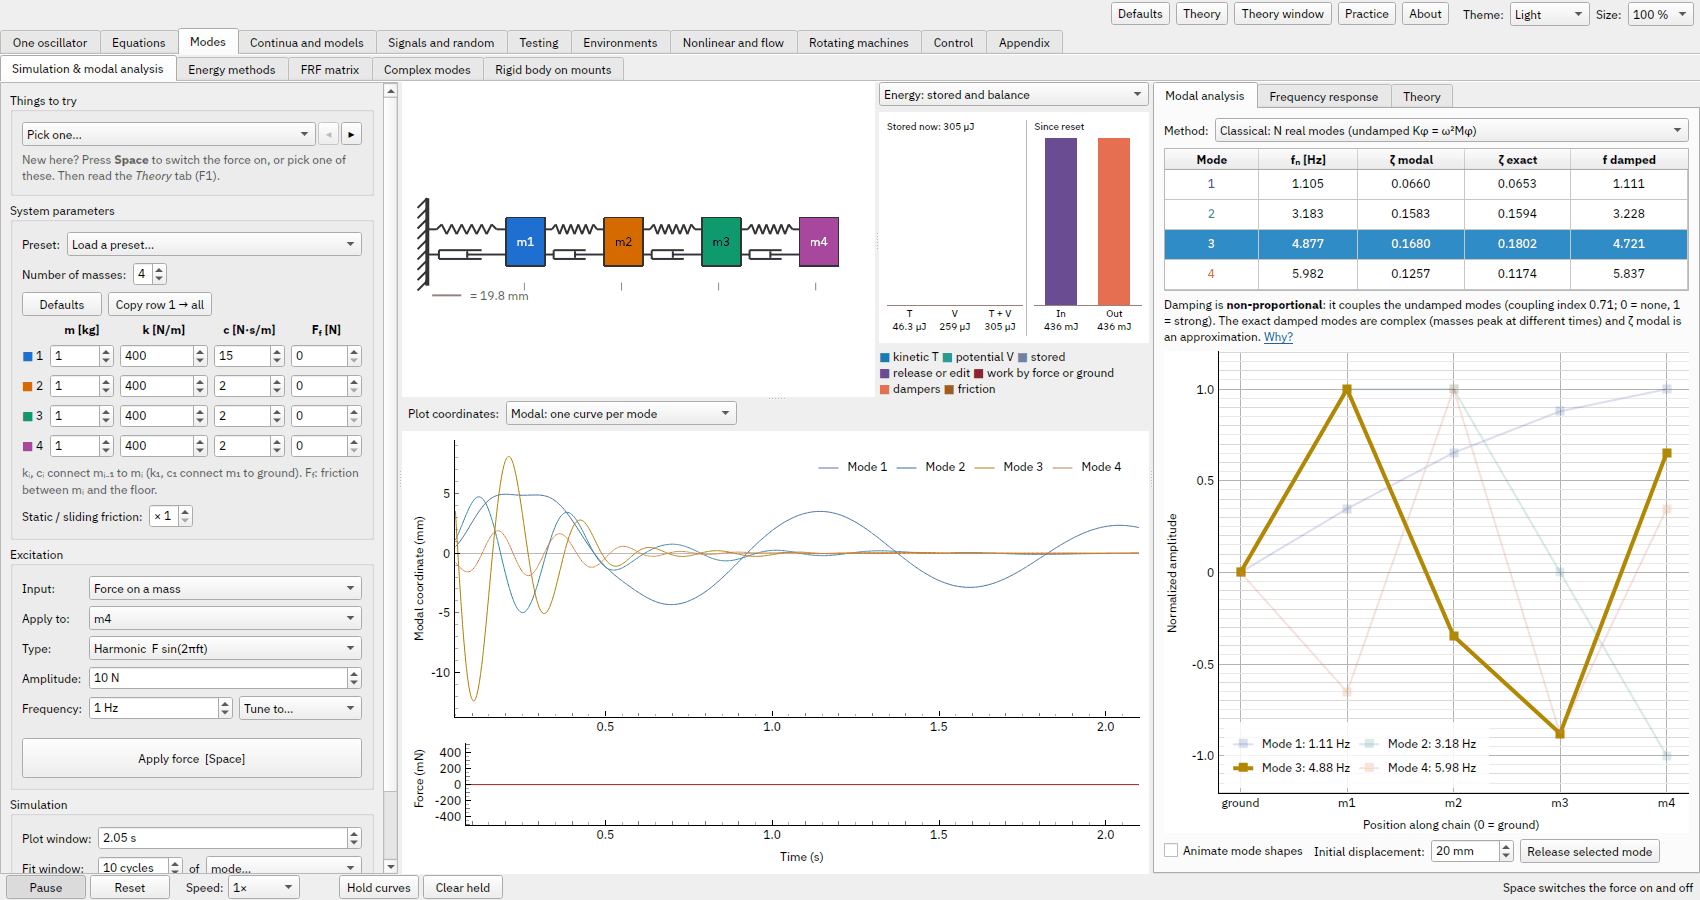 Defaults Theory Theory window Practice About Theme: Light Size: 100 %
One oscillator Equations Modes Continua and models Signals and random Testing Environments Nonlinear and flow Rotating machines Control Appendix
Simulation & modal analysis Energy methods FRF matrix Complex modes Rigid body on mounts
Things to try
Pick one...
New here? Press Space to switch the force on, or pick one of
these. Then read the Theory tab (F1).
System parameters
Preset: Load a preset...
Number of masses: 4
Defaults Copy row 1 → all
m [kg] k [N/m] c [N·s/m] Ff [N]
1 1 400 15 0
2 1 400 2 0
3 1 400 2 0
4 1 400 2 0
kᵢ, cᵢ connect mᵢ₋₁ to mᵢ (k₁, c₁ connect m₁ to ground). Ff: friction
between mᵢ and the floor.
Static / sliding friction: × 1
Excitation
Input: Force on a mass
Apply to: m4
Type: Harmonic F sin(2πft)
Amplitude: 10 N
Frequency: 1 Hz Tune to...
Apply force [Space]
Simulation
Plot window: 2.05 s
Fit window: 10 cycles of mode...
Pause Reset Speed: 1× Hold curves Clear held
m1 m2 m3 m4
= 19.8 mm
Energy: stored and balance
Stored now: 305 µJ Since reset
T V T + V In Out
46.3 µJ 259 µJ 305 µJ 436 mJ 436 mJ
kinetic T potential V stored
release or edit work by force or ground
dampers friction
Plot coordinates: Modal: one curve per mode
Mode 1 Mode 2 Mode 3 Mode 4
Modal coordinate (mm)
5
0
-5
-10
0.5 1.0 1.5 2.0
Force (mN)
400
200
0
-200
-400
0.5 1.0 1.5 2.0
Time (s)
Modal analysis Frequency response Theory
Method: Classical: N real modes (undamped Kφ = ω²Mφ)
Mode fₙ [Hz] ζ modal ζ exact f damped
1 1.105 0.0660 0.0653 1.111
2 3.183 0.1583 0.1594 3.228
3 4.877 0.1680 0.1802 4.721
4 5.982 0.1257 0.1174 5.837
Damping is non-proportional: it couples the undamped modes (coupling index 0.71; 0 = none, 1
= strong). The exact damped modes are complex (masses peak at different times) and ζ modal is
an approximation. Why?
Normalized amplitude
1.0
0.5
0
-0.5
-1.0
Mode 1: 1.11 Hz Mode 2: 3.18 Hz
Mode 3: 4.88 Hz Mode 4: 5.98 Hz
ground m1 m2 m3 m4
Position along chain (0 = ground)
Animate mode shapes Initial displacement: 20 mm Release selected mode
Space switches the force on and off